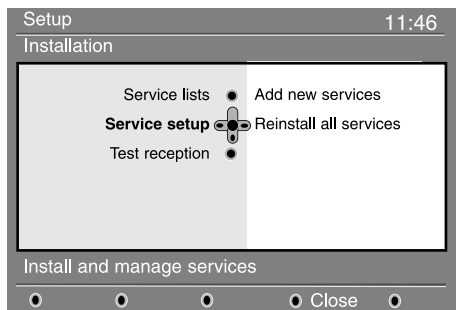 Setup 11:46
Installation
Service lists Add new services
Service setup Reinstall all services
Test reception
Install and manage services
Close